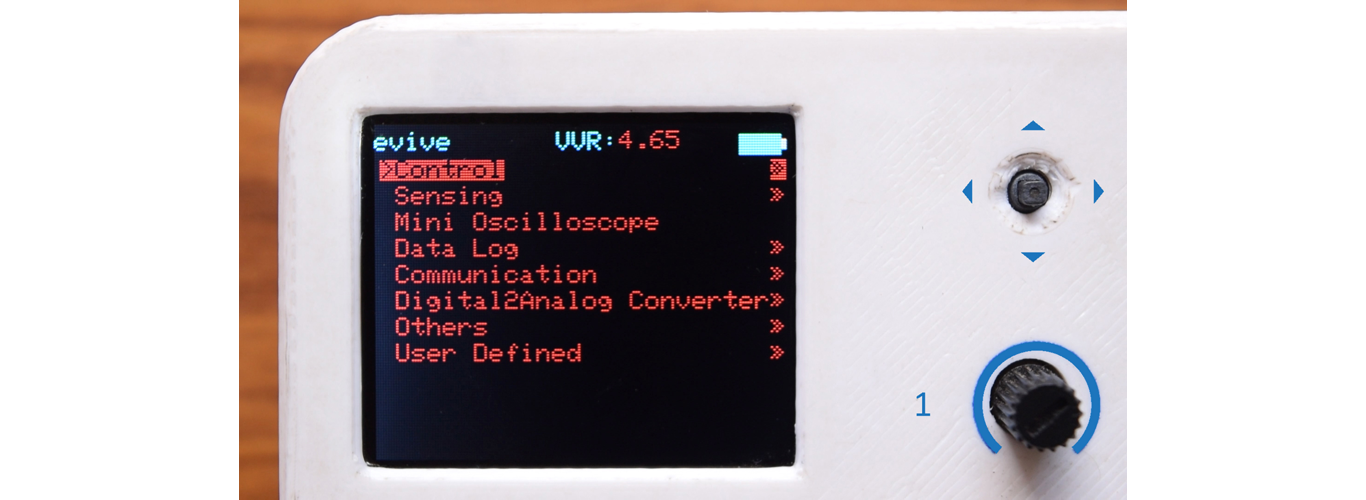 evive VVR:4.65
Control »
Sensing »
Mini Oscilloscope
Data Log »
Communication »
Digital2Analog Converter»
Others »
User Defined »
1